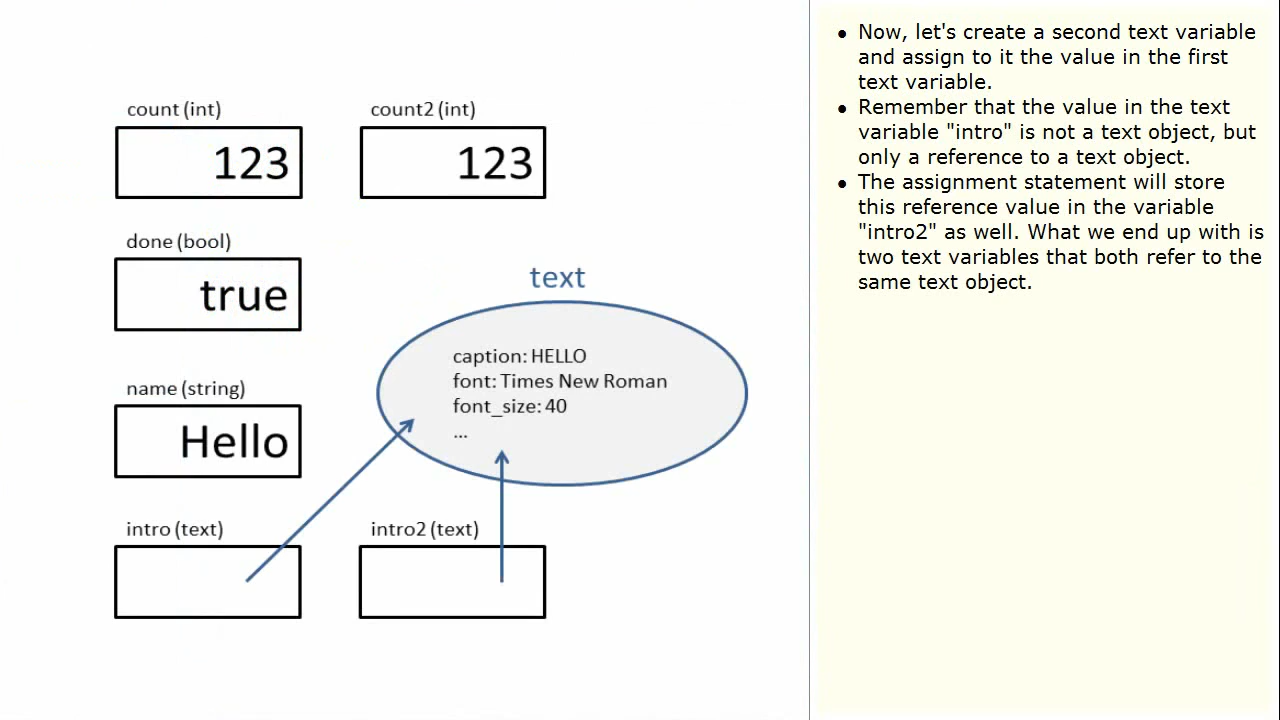 count (int)
count2 (int)
123
123
done (bool)
true
text
caption: HELLO
font: Times New Roman
font_size: 40
...
name (string)
Hello
intro (text)
intro2 (text)
• Now, let's create a second text variable
and assign to it the value in the first
text variable.
• Remember that the value in the text
variable "intro" is not a text object, but
only a reference to a text object.
• The assignment statement will store
this reference value in the variable
"intro2" as well. What we end up with is
two text variables that both refer to the
same text object.